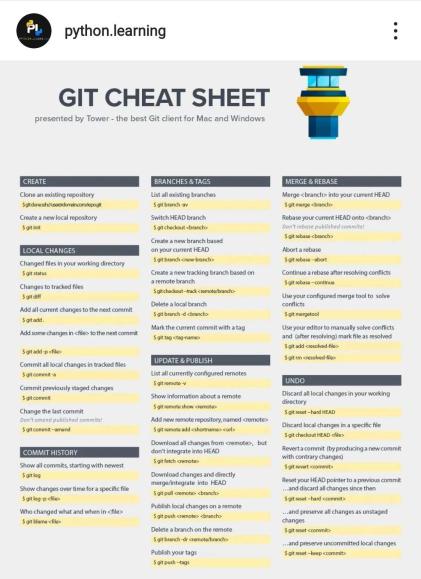 python.learning
GIT CHEAT SHEET
presented by Tower - the best Git client for Mac and Windows
CREATE
Clone an existing repository
$ git clone ssh://user@domain.com/repo.git
Create a new local repository
$ git init
LOCAL CHANGES
Changed files in your working directory
$ git status
Changes to tracked files
$ git diff
Add all current changes to the next commit
$ git add .
Add some changes in <file> to the next commit
$ git add -p <file>
Commit all local changes in tracked files
$ git commit -a
Commit previously staged changes
$ git commit
Change the last commit
Don't amend published commits!
$ git commit --amend
COMMIT HISTORY
Show all commits, starting with newest
$ git log
Show changes over time for a specific file
$ git log -p <file>
Who changed what and when in <file>
$ git blame <file>
BRANCHES & TAGS
List all existing branches
$ git branch -av
Switch HEAD branch
$ git checkout <branch>
Create a new branch based
on your current HEAD
$ git branch <new-branch>
Create a new tracking branch based on
a remote branch
$ git checkout --track <remote/branch>
Delete a local branch
$ git branch -d <branch>
Mark the current commit with a tag
$ git tag <tag-name>
UPDATE & PUBLISH
List all currently configured remotes
$ git remote -v
Show information about a remote
$ git remote show <remote>
Add new remote repository, named <remote>
$ git remote add <shortname> <url>
Download all changes from <remote>, but
don't integrate into HEAD
$ git fetch <remote>
Download changes and directly
merge/integrate into HEAD
$ git pull <remote> <branch>
Publish local changes on a remote
$ git push <remote> <branch>
Delete a branch on the remote
$ git branch -dr <remote/branch>
Publish your tags
$ git push --tags
MERGE & REBASE
Merge <branch> into your current HEAD
$ git merge <branch>
Rebase your current HEAD onto <branch>
Don't rebase published commits!
$ git rebase <branch>
Abort a rebase
$ git rebase --abort
Continue a rebase after resolving conflicts
$ git rebase --continue
Use your configured merge tool to solve
conflicts
$ git mergetool
Use your editor to manually solve conflicts
and (after resolving) mark file as resolved
$ git add <resolved-file>
$ git rm <resolved-file>
UNDO
Discard all local changes in your working
directory
$ git reset --hard HEAD
Discard local changes in a specific file
$ git checkout HEAD <file>
Revert a commit (by producing a new commit
with contrary changes)
$ git revert <commit>
Reset your HEAD pointer to a previous commit
...and discard all changes since then
$ git reset --hard <commit>
...and preserve all changes as unstaged
changes
$ git reset <commit>
...and preserve uncommitted local changes
$ git reset --keep <commit>